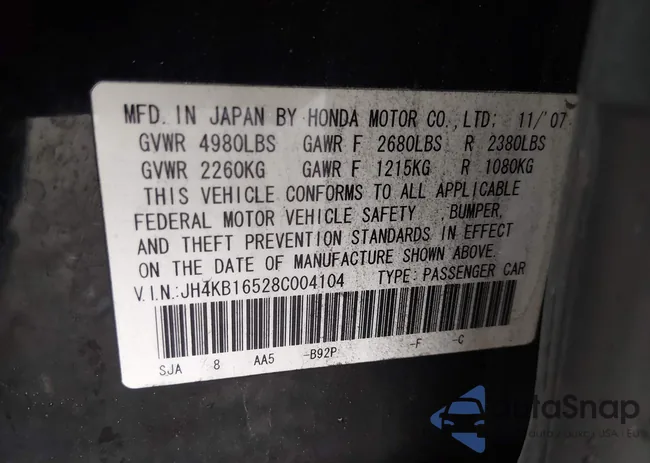 MFD. IN JAPAN BY HONDA MOTOR CO.,LTD: 11/'07
GVWR 4980LBS GAWR F 2680LBS R 2380LBS
GVWR 2260KG GAWR F 1215KG R 1080KG
THIS VEHICLE CONFORMS TO ALL APPLICABLE
FEDERAL MOTOR VEHICLE SAFETY ,BUMPER,
AND THEFT PREVENTION STANDARDS IN EFFECT
ON THE DATE OF MANUFACTURE SHOWN ABOVE.
V.I.N.:JH4KB16528C004104 TYPE: PASSENGER CAR
SJA 8 AA5 -B92P -F -C
AutoSnap